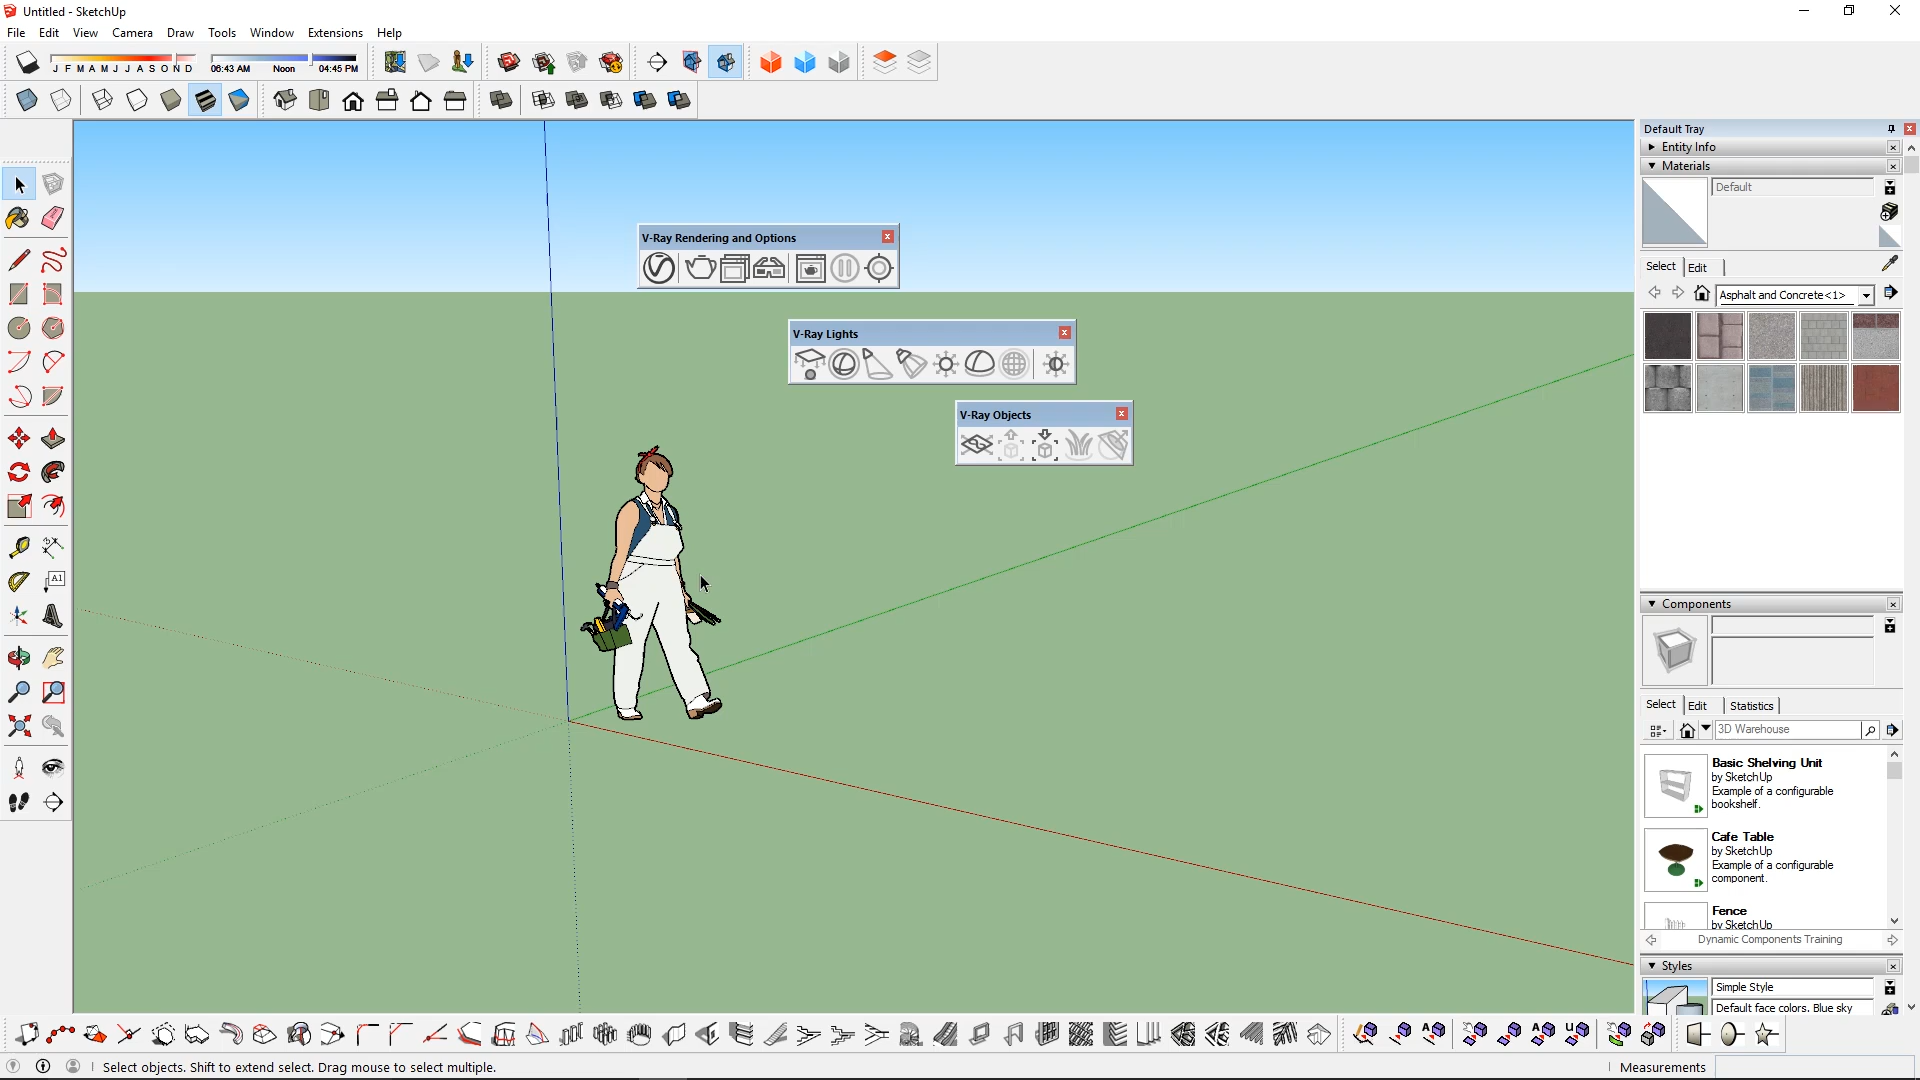 Untitled - SketchUp
File Edit View Camera Draw Tools Window Extensions Help
J F M A M J J A S O N D
06:43 AM Noon 04:45 PM
V-Ray Rendering and Options
V-Ray Lights
V-Ray Objects
A1
Default Tray
Entity Info
Materials
Default
Select Edit
Asphalt and Concrete<1>
Components
Select Edit Statistics
3D Warehouse
Basic Shelving Unit
by SketchUp
Example of a configurable
bookshelf.
Cafe Table
by SketchUp
Example of a configurable
component.
Fence
by SketchUp
Dynamic Components Training
Styles
Simple Style
Default face colors. Blue sky
Select objects. Shift to extend select. Drag mouse to select multiple.
Measurements